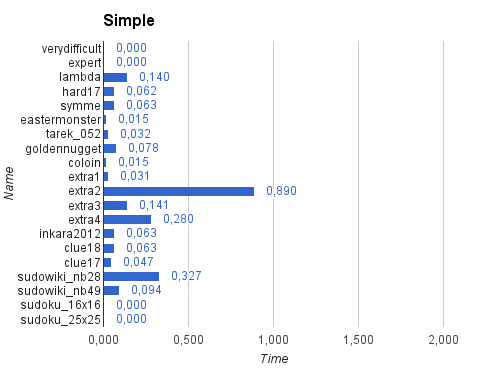 Simple
verydifficult 0,000
expert 0,000
lambda 0,140
hard17 0,062
symme 0,063
eastermonster 0,015
tarek_052 0,032
goldennugget 0,078
coloin 0,015
extra1 0,031
extra2 0,890
extra3 0,141
extra4 0,280
inkara2012 0,063
clue18 0,063
clue17 0,047
sudowiki_nb28 0,327
sudowiki_nb49 0,094
sudoku_16x16 0,000
sudoku_25x25 0,000
Name
0,000 0,500 1,000 1,500 2,000
Time